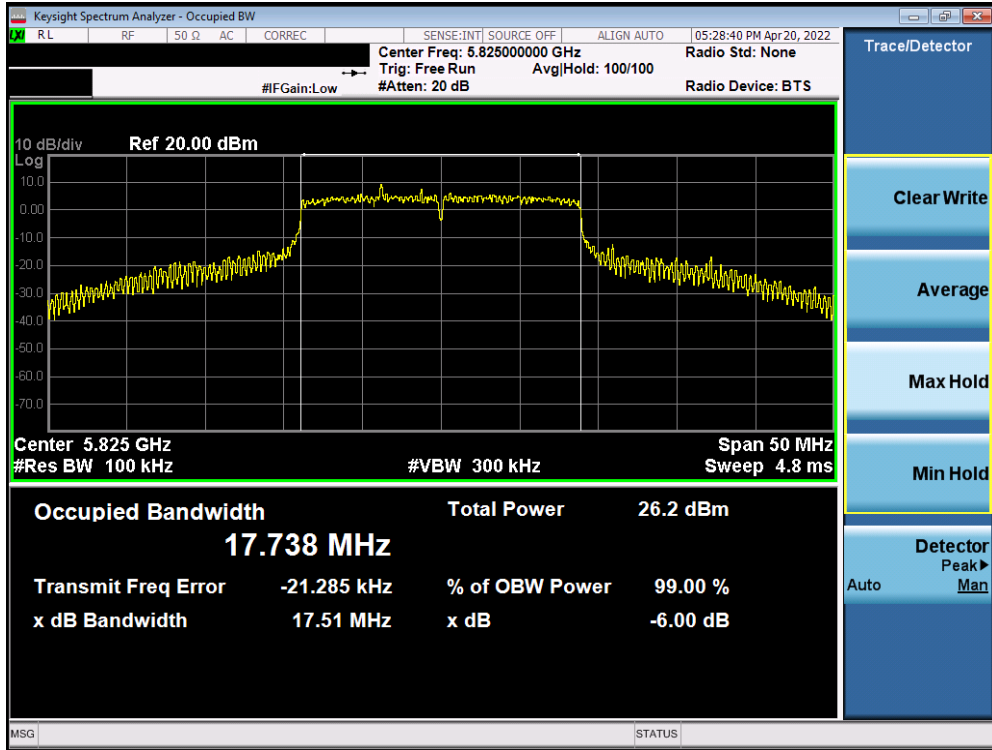 Keysight Spectrum Analyzer - Occupied BW
LXI RL RF 50 Ω AC CORREC SENSE:INT SOURCE OFF ALIGN AUTO 05:28:40 PM Apr 20, 2022
Center Freq: 5.825000000 GHz Radio Std: None
Trig: Free Run Avg|Hold: 100/100
#IFGain:Low #Atten: 20 dB Radio Device: BTS
10 dB/div Ref 20.00 dBm
Log
10.0
0.00
-10.0
-20.0
-30.0
-40.0
-50.0
-60.0
-70.0
Center 5.825 GHz Span 50 MHz
#Res BW 100 kHz #VBW 300 kHz Sweep 4.8 ms
Occupied Bandwidth Total Power 26.2 dBm
17.738 MHz
Transmit Freq Error -21.285 kHz % of OBW Power 99.00 %
x dB Bandwidth 17.51 MHz x dB -6.00 dB
Trace/Detector
Clear Write
Average
Max Hold
Min Hold
Detector
Peak▶
Auto Man
MSG STATUS